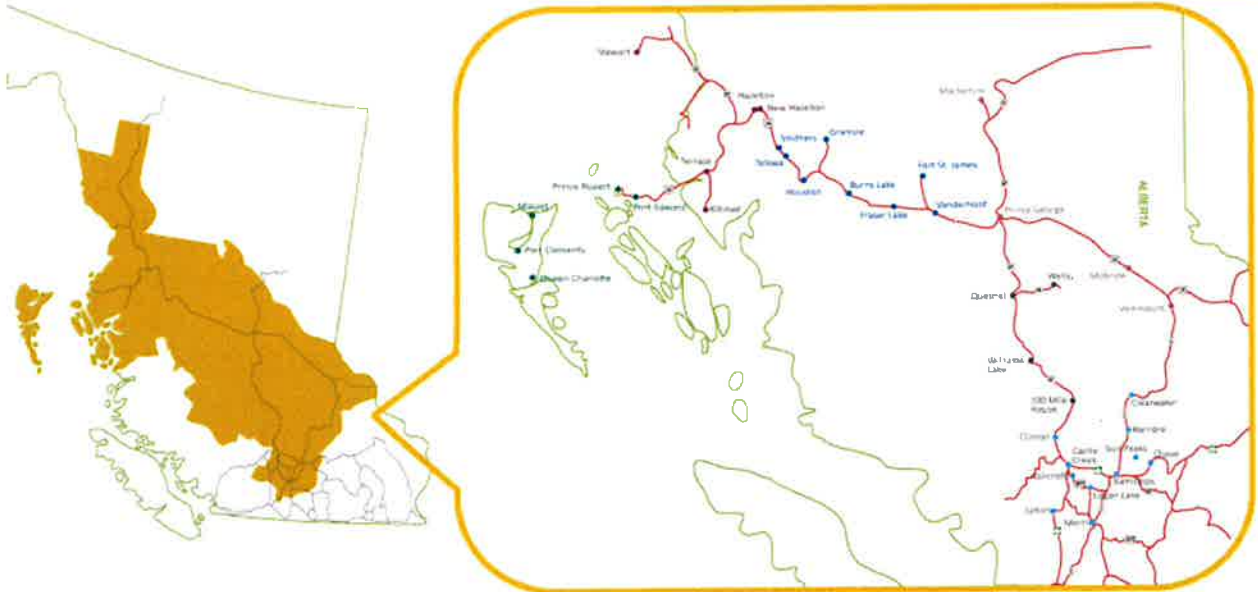 Stewart
Hazelton
New Hazelton
Mackenzie
Smithers
Granisle
Telkwa
Terrace
Fort St. James
Houston
Burns Lake
Prince Rupert
Port Edward
Kitimat
Fraser Lake
Vanderhoof
Prince George
ALBERTA
Masset
Port Clements
Queen Charlotte
McBride
Wells
Quesnel
Valemount
Williams
Lake
100 Mile
House
Clearwater
Clinton
Barriere
Cache
Creek
Sun Peaks
Chase
Ashcroft
Kamloops
Logan Lake
Lytton
Merritt